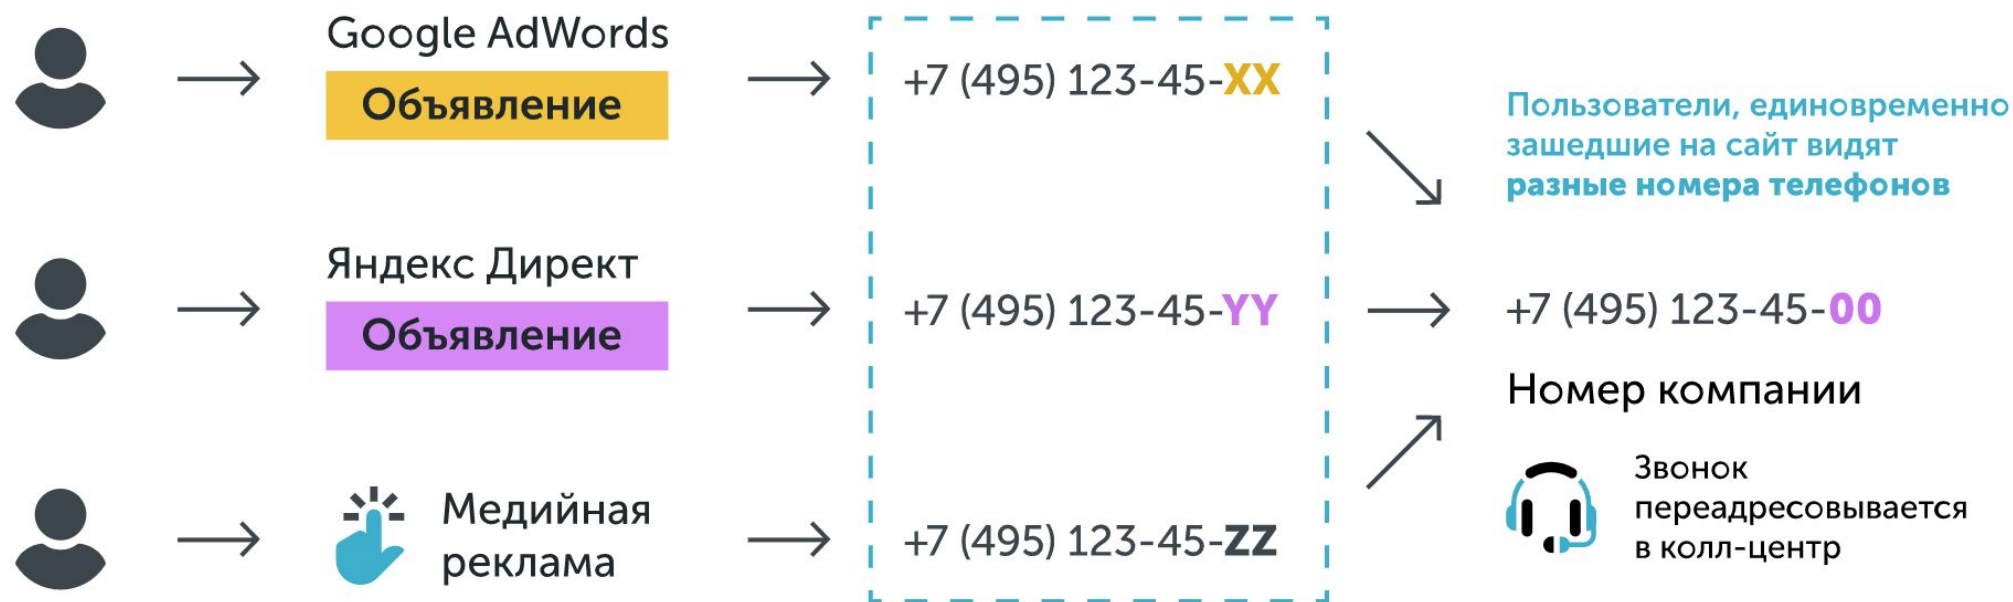 Google AdWords
Объявление
+7 (495) 123-45-XX
Пользователи, единовременно
зашедшие на сайт видят
разные номера телефонов
Яндекс Директ
Объявление
+7 (495) 123-45-YY
+7 (495) 123-45-00
Номер компании
Медийная
реклама
+7 (495) 123-45-ZZ
Звонок
переадресовывается
в колл-центр